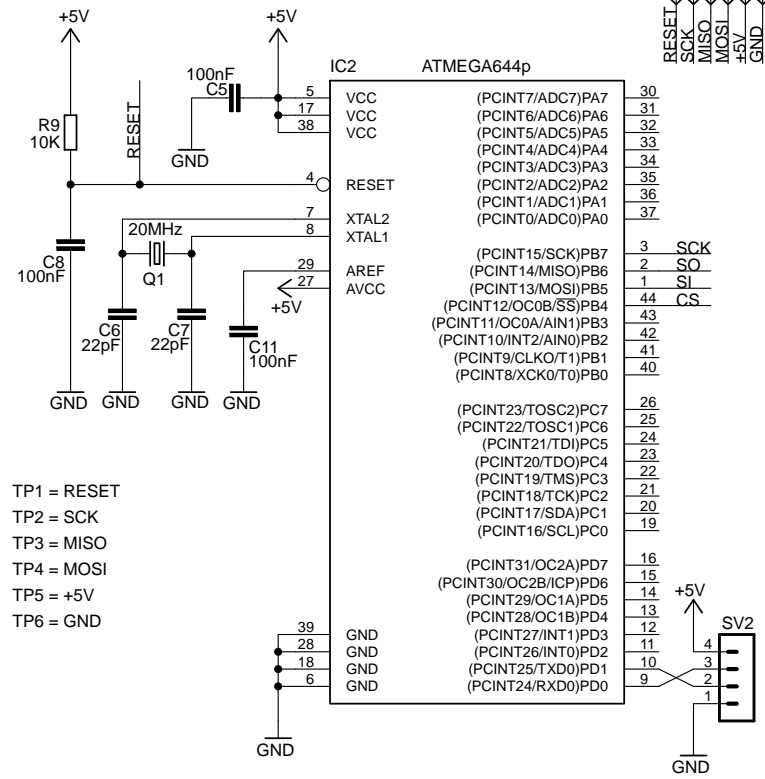 RESET
SCK
MISO
MOSI
+5V
GND
+5V
+5V
IC2
ATMEGA644p
100nF
C5
GND
R9
10K
RESET
5 VCC
17 VCC
38 VCC
4 RESET
7 XTAL2
8 XTAL1
29 AREF
27 AVCC
+5V
20MHz
Q1
C8
100nF
C6
22pF
C7
22pF
C11
100nF
GND
GND
GND
GND
(PCINT7/ADC7)PA7 30
(PCINT6/ADC6)PA6 31
(PCINT5/ADC5)PA5 32
(PCINT4/ADC4)PA4 33
(PCINT3/ADC3)PA3 34
(PCINT2/ADC2)PA2 35
(PCINT1/ADC1)PA1 36
(PCINT0/ADC0)PA0 37
(PCINT15/SCK)PB7 3 SCK
(PCINT14/MISO)PB6 2 SO
(PCINT13/MOSI)PB5 1 SI
(PCINT12/OC0B/SS)PB4 44 CS
(PCINT11/OC0A/AIN1)PB3 43
(PCINT10/INT2/AIN0)PB2 42
(PCINT9/CLKO/T1)PB1 41
(PCINT8/XCK0/T0)PB0 40
(PCINT23/TOSC2)PC7 26
(PCINT22/TOSC1)PC6 25
(PCINT21/TDI)PC5 24
(PCINT20/TDO)PC4 23
(PCINT19/TMS)PC3 22
(PCINT18/TCK)PC2 21
(PCINT17/SDA)PC1 20
(PCINT16/SCL)PC0 19
(PCINT31/OC2A)PD7 16
(PCINT30/OC2B/ICP)PD6 15
(PCINT29/OC1A)PD5 14
(PCINT28/OC1B)PD4 13
(PCINT27/INT1)PD3 12
(PCINT26/INT0)PD2 11
(PCINT25/TXD0)PD1 10
(PCINT24/RXD0)PD0 9
TP1 = RESET
TP2 = SCK
TP3 = MISO
TP4 = MOSI
TP5 = +5V
TP6 = GND
39 GND
28 GND
18 GND
6 GND
GND
+5V
SV2
4
3
2
1
GND